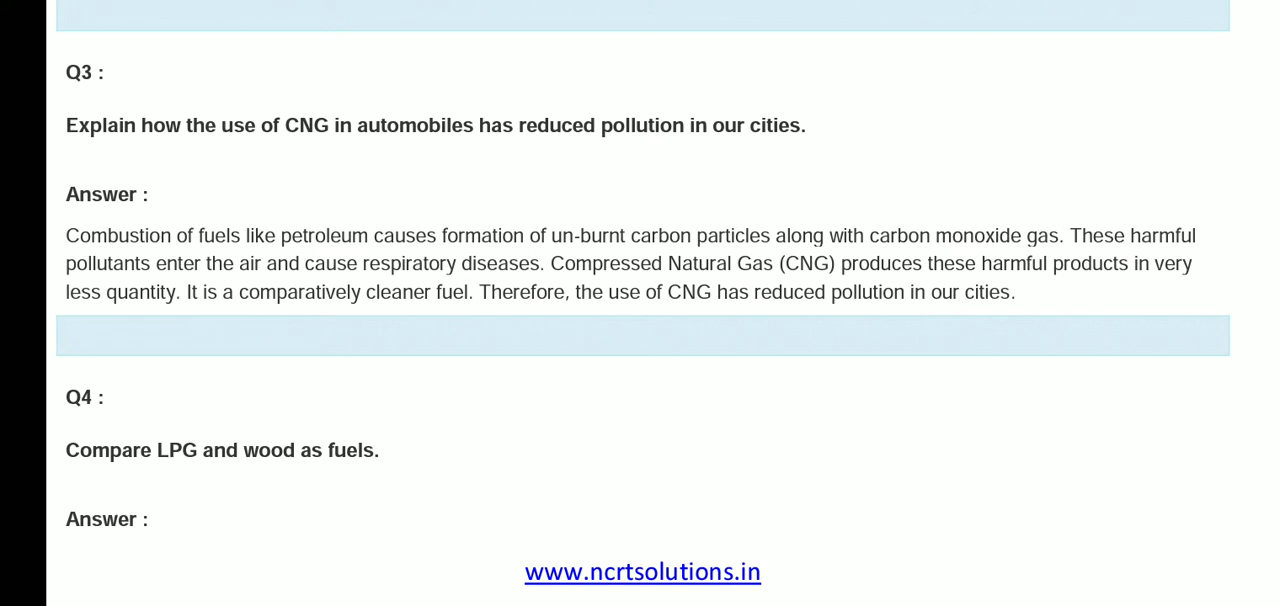 Q3 :
Explain how the use of CNG in automobiles has reduced pollution in our cities.
Answer :
Combustion of fuels like petroleum causes formation of un-burnt carbon particles along with carbon monoxide gas. These harmful
pollutants enter the air and cause respiratory diseases. Compressed Natural Gas (CNG) produces these harmful products in very
less quantity. It is a comparatively cleaner fuel. Therefore, the use of CNG has reduced pollution in our cities.
Q4 :
Compare LPG and wood as fuels.
Answer :
www.ncrtsolutions.in